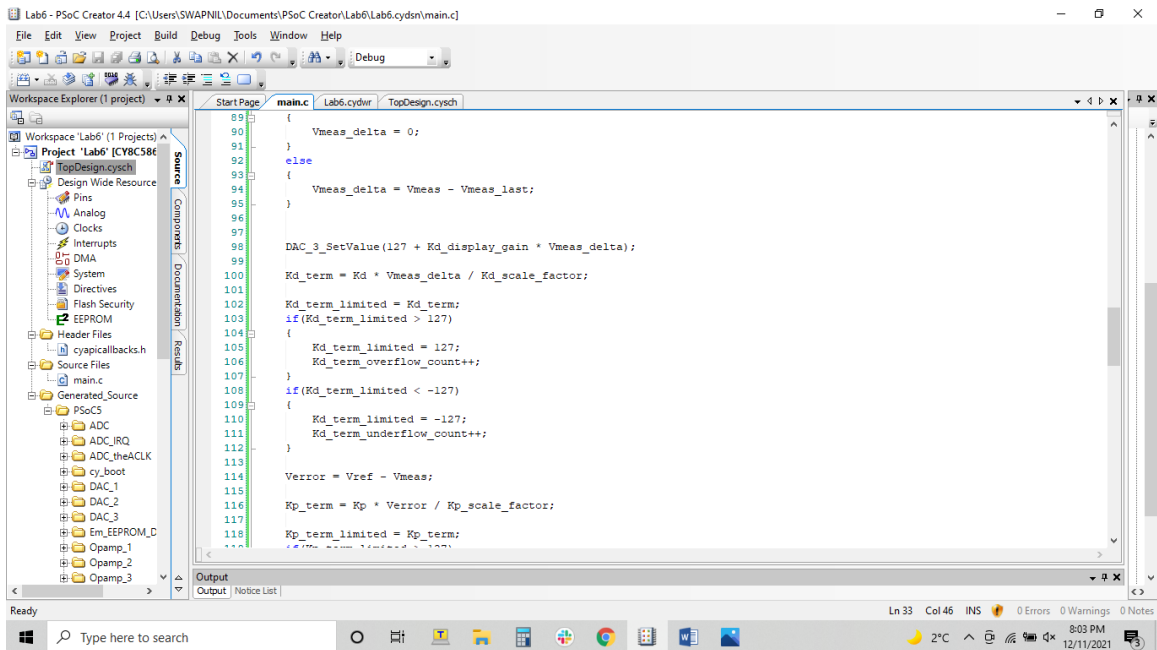 Lab6 - PSoC Creator 4.4 [C:\Users\SWAPNIL\Documents\PSoC Creator\Lab6\Lab6.cydsn\main.c]
File Edit View Project Build Debug Tools Window Help
Debug
Workspace Explorer (1 project)
Start Page main.c Lab6.cydwr TopDesign.cysch
Workspace 'Lab6' (1 Projects)
Project 'Lab6' [CY8C586
TopDesign.cysch
Design Wide Resource
Pins
Analog
Clocks
Interrupts
DMA
System
Directives
Flash Security
EEPROM
Header Files
cyapicallbacks.h
Source Files
main.c
Generated_Source
PSoC5
ADC
ADC_IRQ
ADC_theACLK
cy_boot
DAC_1
DAC_2
DAC_3
Em_EEPROM_D
Opamp_1
Opamp_2
Opamp_3
Source
Components
Documentation
Results
89 {
90 Vmeas_delta = 0;
91 }
92 else
93 {
94 Vmeas_delta = Vmeas - Vmeas_last;
95 }
96
97
98 DAC_3_SetValue(127 + Kd_display_gain * Vmeas_delta);
99
100 Kd_term = Kd * Vmeas_delta / Kd_scale_factor;
101
102 Kd_term_limited = Kd_term;
103 if(Kd_term_limited > 127)
104 {
105 Kd_term_limited = 127;
106 Kd_term_overflow_count++;
107 }
108 if(Kd_term_limited < -127)
109 {
110 Kd_term_limited = -127;
111 Kd_term_underflow_count++;
112 }
113
114 Verror = Vref - Vmeas;
115
116 Kp_term = Kp * Verror / Kp_scale_factor;
117
118 Kp_term_limited = Kp_term;
Output
Output Notice List
Ready
Ln 33 Col 46 INS 0 Errors 0 Warnings 0 Notes
Type here to search
2°C
8:03 PM
12/11/2021
3